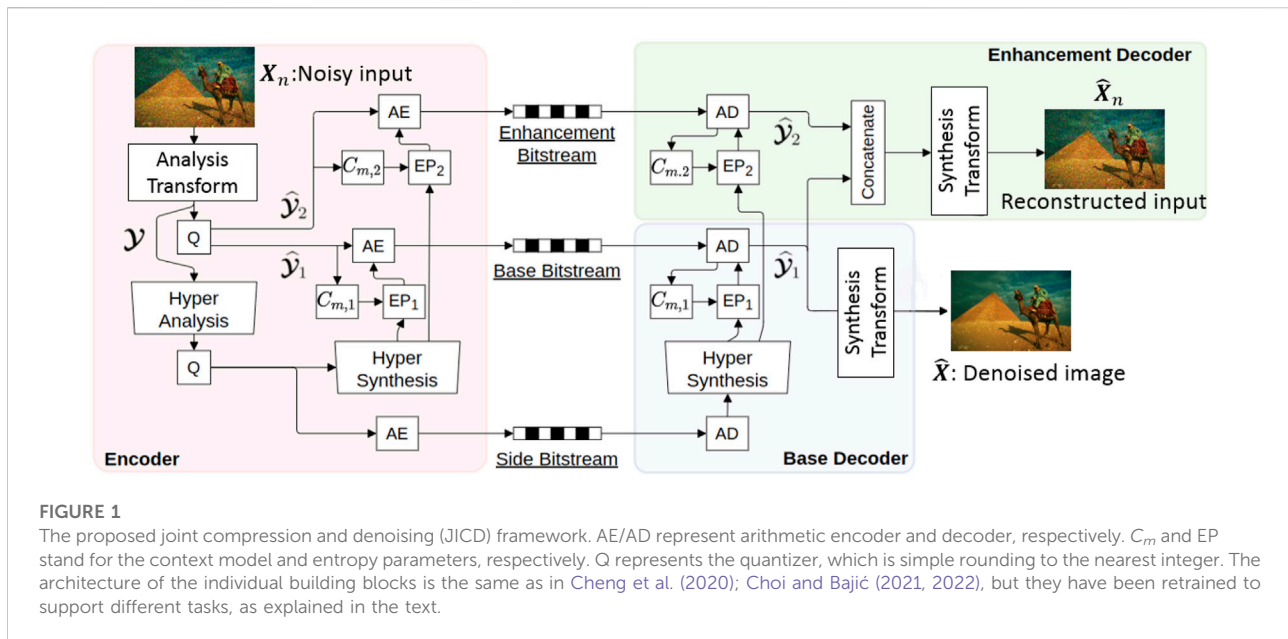 X_n:Noisy input
Analysis
Transform
𝒴
Q
Ŷ_2
Ŷ_1
AE
C_{m,2}
EP_2
AE
C_{m,1}
EP_1
Hyper
Analysis
Q
Hyper
Synthesis
AE
Encoder
Enhancement
Bitstream
Base Bitstream
Side Bitstream
Enhancement Decoder
AD
Ŷ_2
C_{m.2}
EP_2
Concatenate
Synthesis
Transform
X̂_n
Reconstructed input
AD
Ŷ_1
C_{m,1}
EP_1
Hyper
Synthesis
AD
Synthesis
Transform
X̂: Denoised image
Base Decoder
FIGURE 1
The proposed joint compression and denoising (JICD) framework. AE/AD represent arithmetic encoder and decoder, respectively. C_m and EP
stand for the context model and entropy parameters, respectively. Q represents the quantizer, which is simple rounding to the nearest integer. The
architecture of the individual building blocks is the same as in Cheng et al. (2020); Choi and Bajić (2021, 2022), but they have been retrained to
support different tasks, as explained in the text.